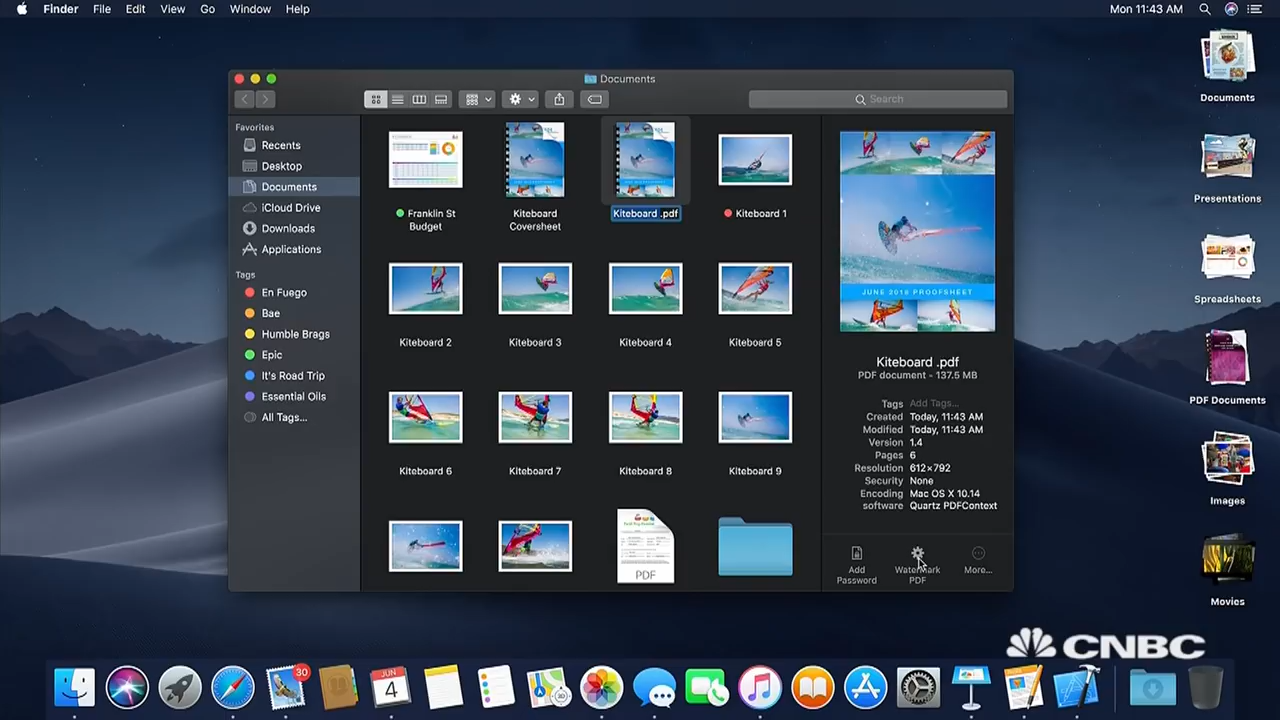 Finder File Edit View Go Window Help
Mon 11:43 AM
Documents
Search
Favorites
Recents
Desktop
Documents
iCloud Drive
Downloads
Applications
Tags
En Fuego
Bae
Humble Brags
Epic
It's Road Trip
Essential Oils
All Tags...
Franklin St
Budget
Kiteboard
Coversheet
Kiteboard .pdf
Kiteboard 1
Kiteboard 2
Kiteboard 3
Kiteboard 4
Kiteboard 5
Kiteboard 6
Kiteboard 7
Kiteboard 8
Kiteboard 9
PDF
JUNE 2018 PROOFSHEET
Kiteboard .pdf
PDF document - 137.5 MB
Tags Add Tags...
Created Today, 11:43 AM
Modified Today, 11:43 AM
Version 1.4
Pages 6
Resolution 612×792
Security None
Encoding Mac OS X 10.14
software Quartz PDFContext
Add
Password
Watermark
PDF
More...
Documents
Presentations
Spreadsheets
PDF Documents
Images
Movies
CNBC
30
JUN
4